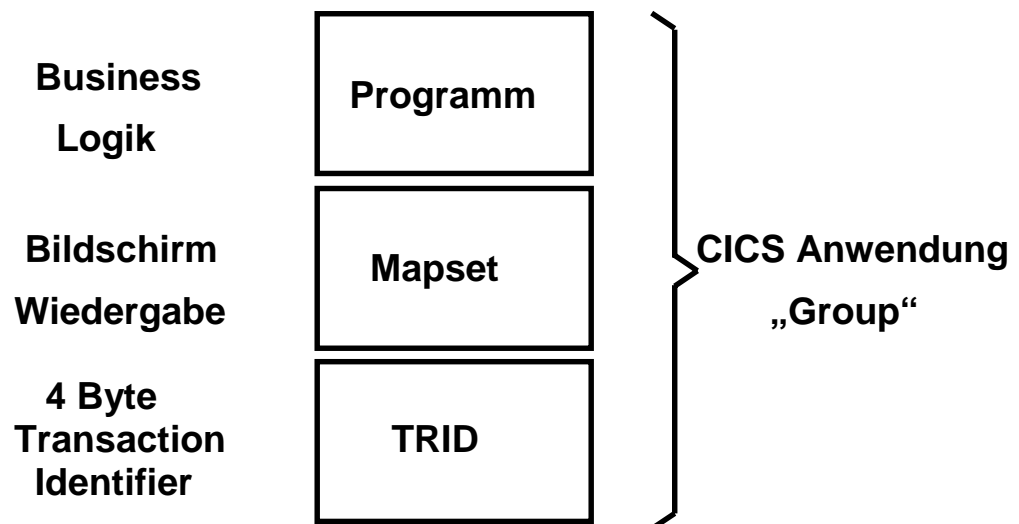 Business
Logik
Programm
Bildschirm
Wiedergabe
Mapset
4 Byte
Transaction
Identifier
TRID
CICS Anwendung
„Group“